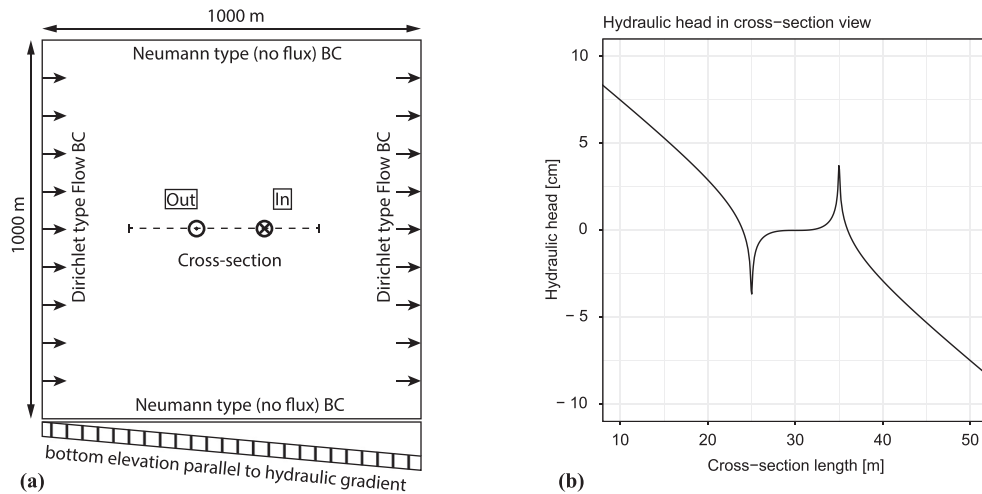 1000 m
Neumann type (no flux) BC
1000 m
Dirichlet type Flow BC
Dirichlet type Flow BC
Out
In
Cross-section
Neumann type (no flux) BC
bottom elevation parallel to hydraulic gradient
(a)
Hydraulic head in cross−section view
Hydraulic head [cm]
10
5
0
− 5
− 10
10
20
30
40
50
Cross−section length [m]
(b)